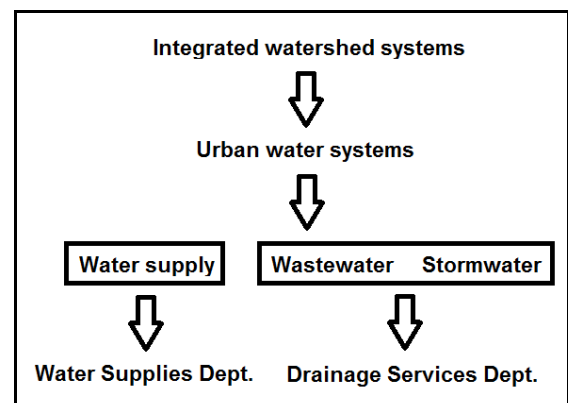 Integrated watershed systems
Urban water systems
Water supply
Wastewater Stormwater
Water Supplies Dept.
Drainage Services Dept.